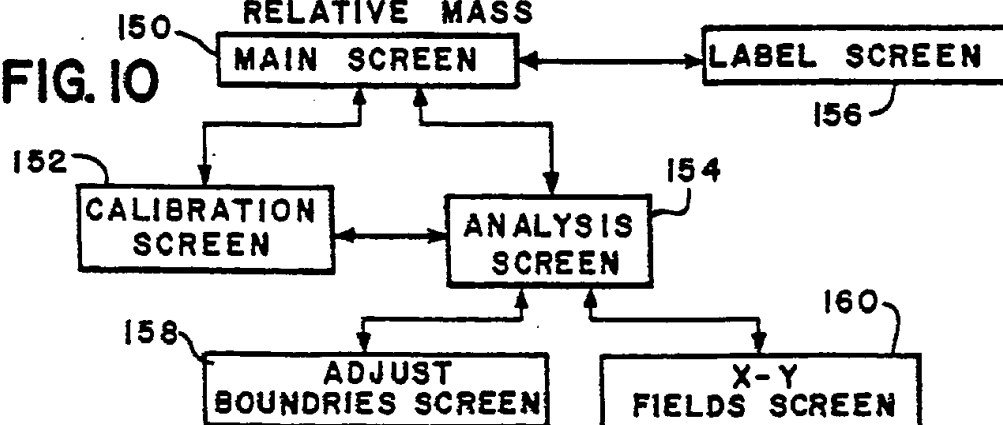 RELATIVE MASS
150
MAIN SCREEN
LABEL SCREEN
FIG. 10
156
152
154
CALIBRATION
SCREEN
ANALYSIS
SCREEN
160
158
ADJUST
BOUNDRIES SCREEN
X-Y
FIELDS SCREEN